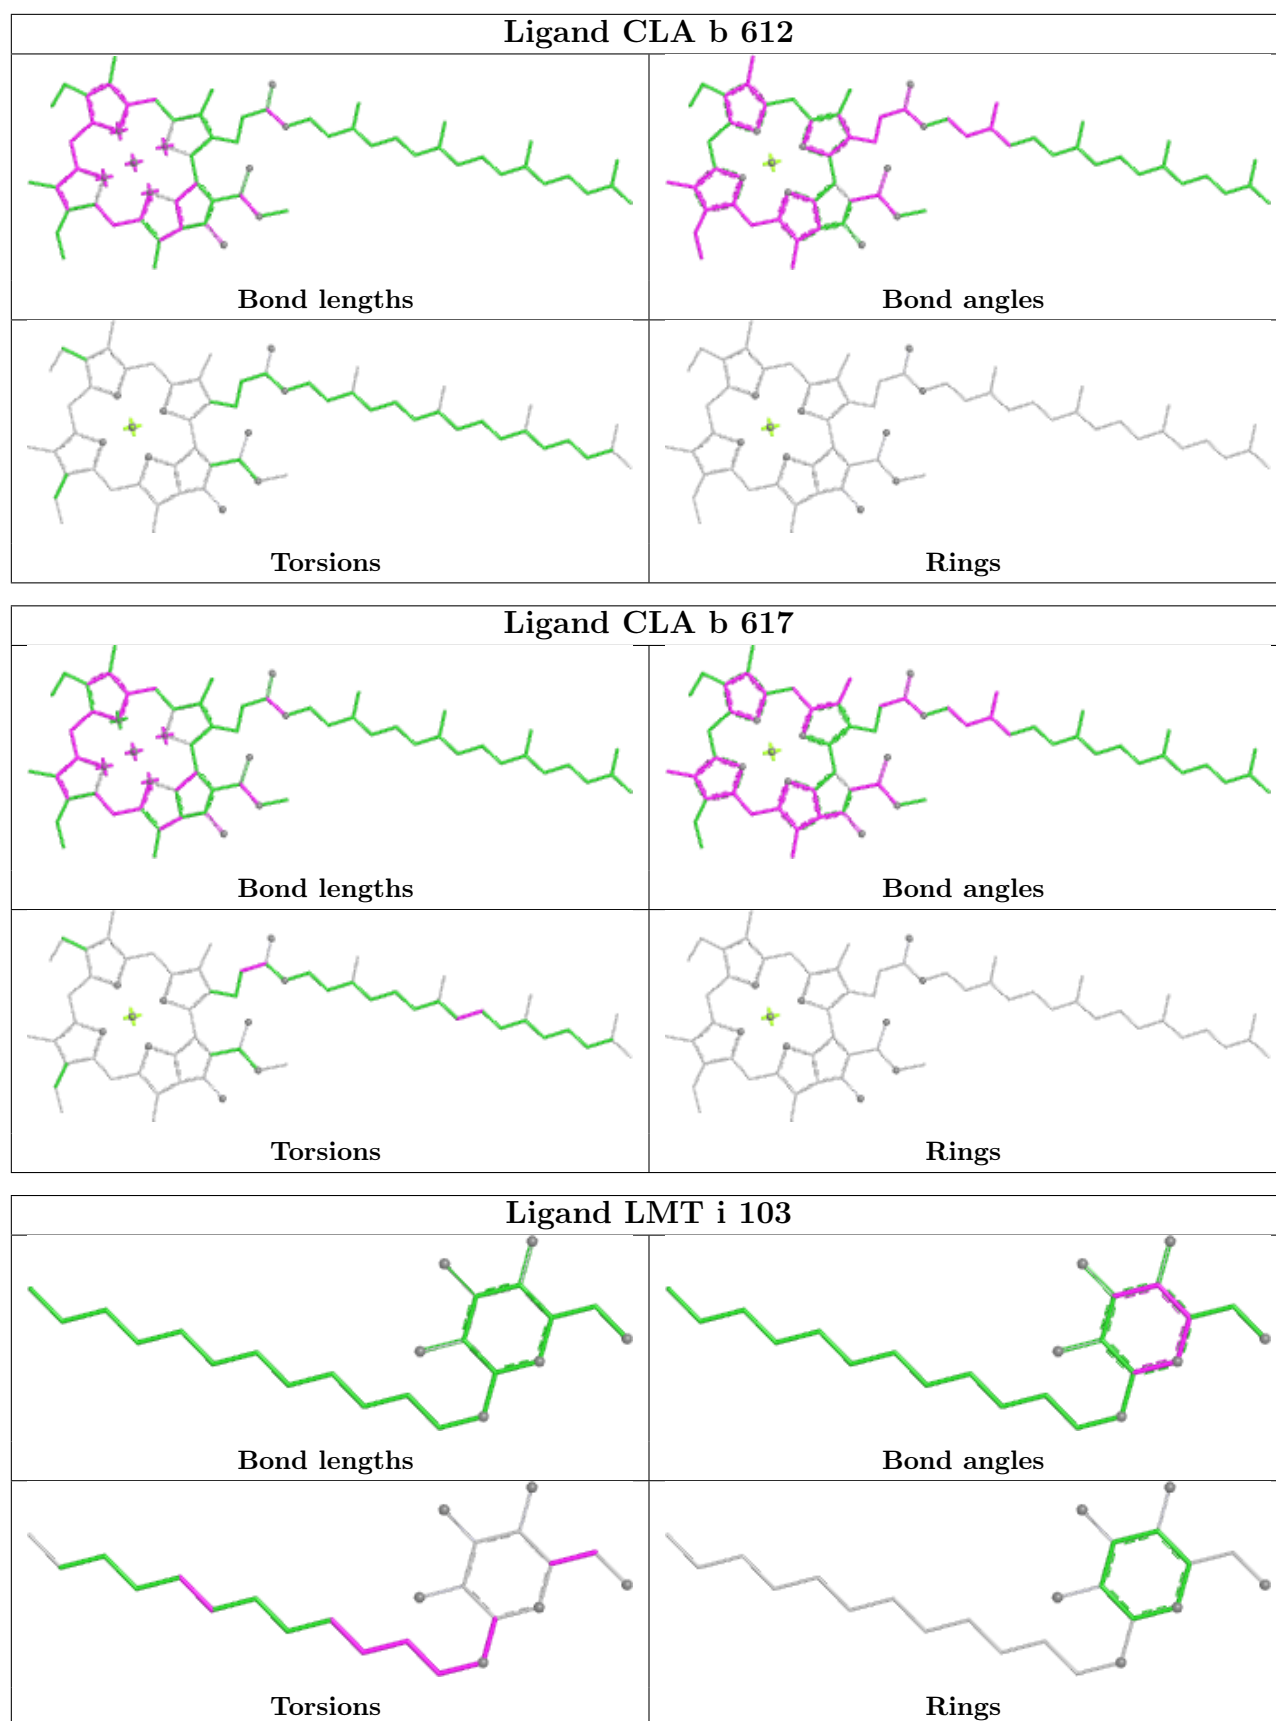 Ligand CLA b 612
Bond lengths
Bond angles
Torsions
Rings
Ligand CLA b 617
Bond lengths
Bond angles
Torsions
Rings
Ligand LMT i 103
Bond lengths
Bond angles
Torsions
Rings